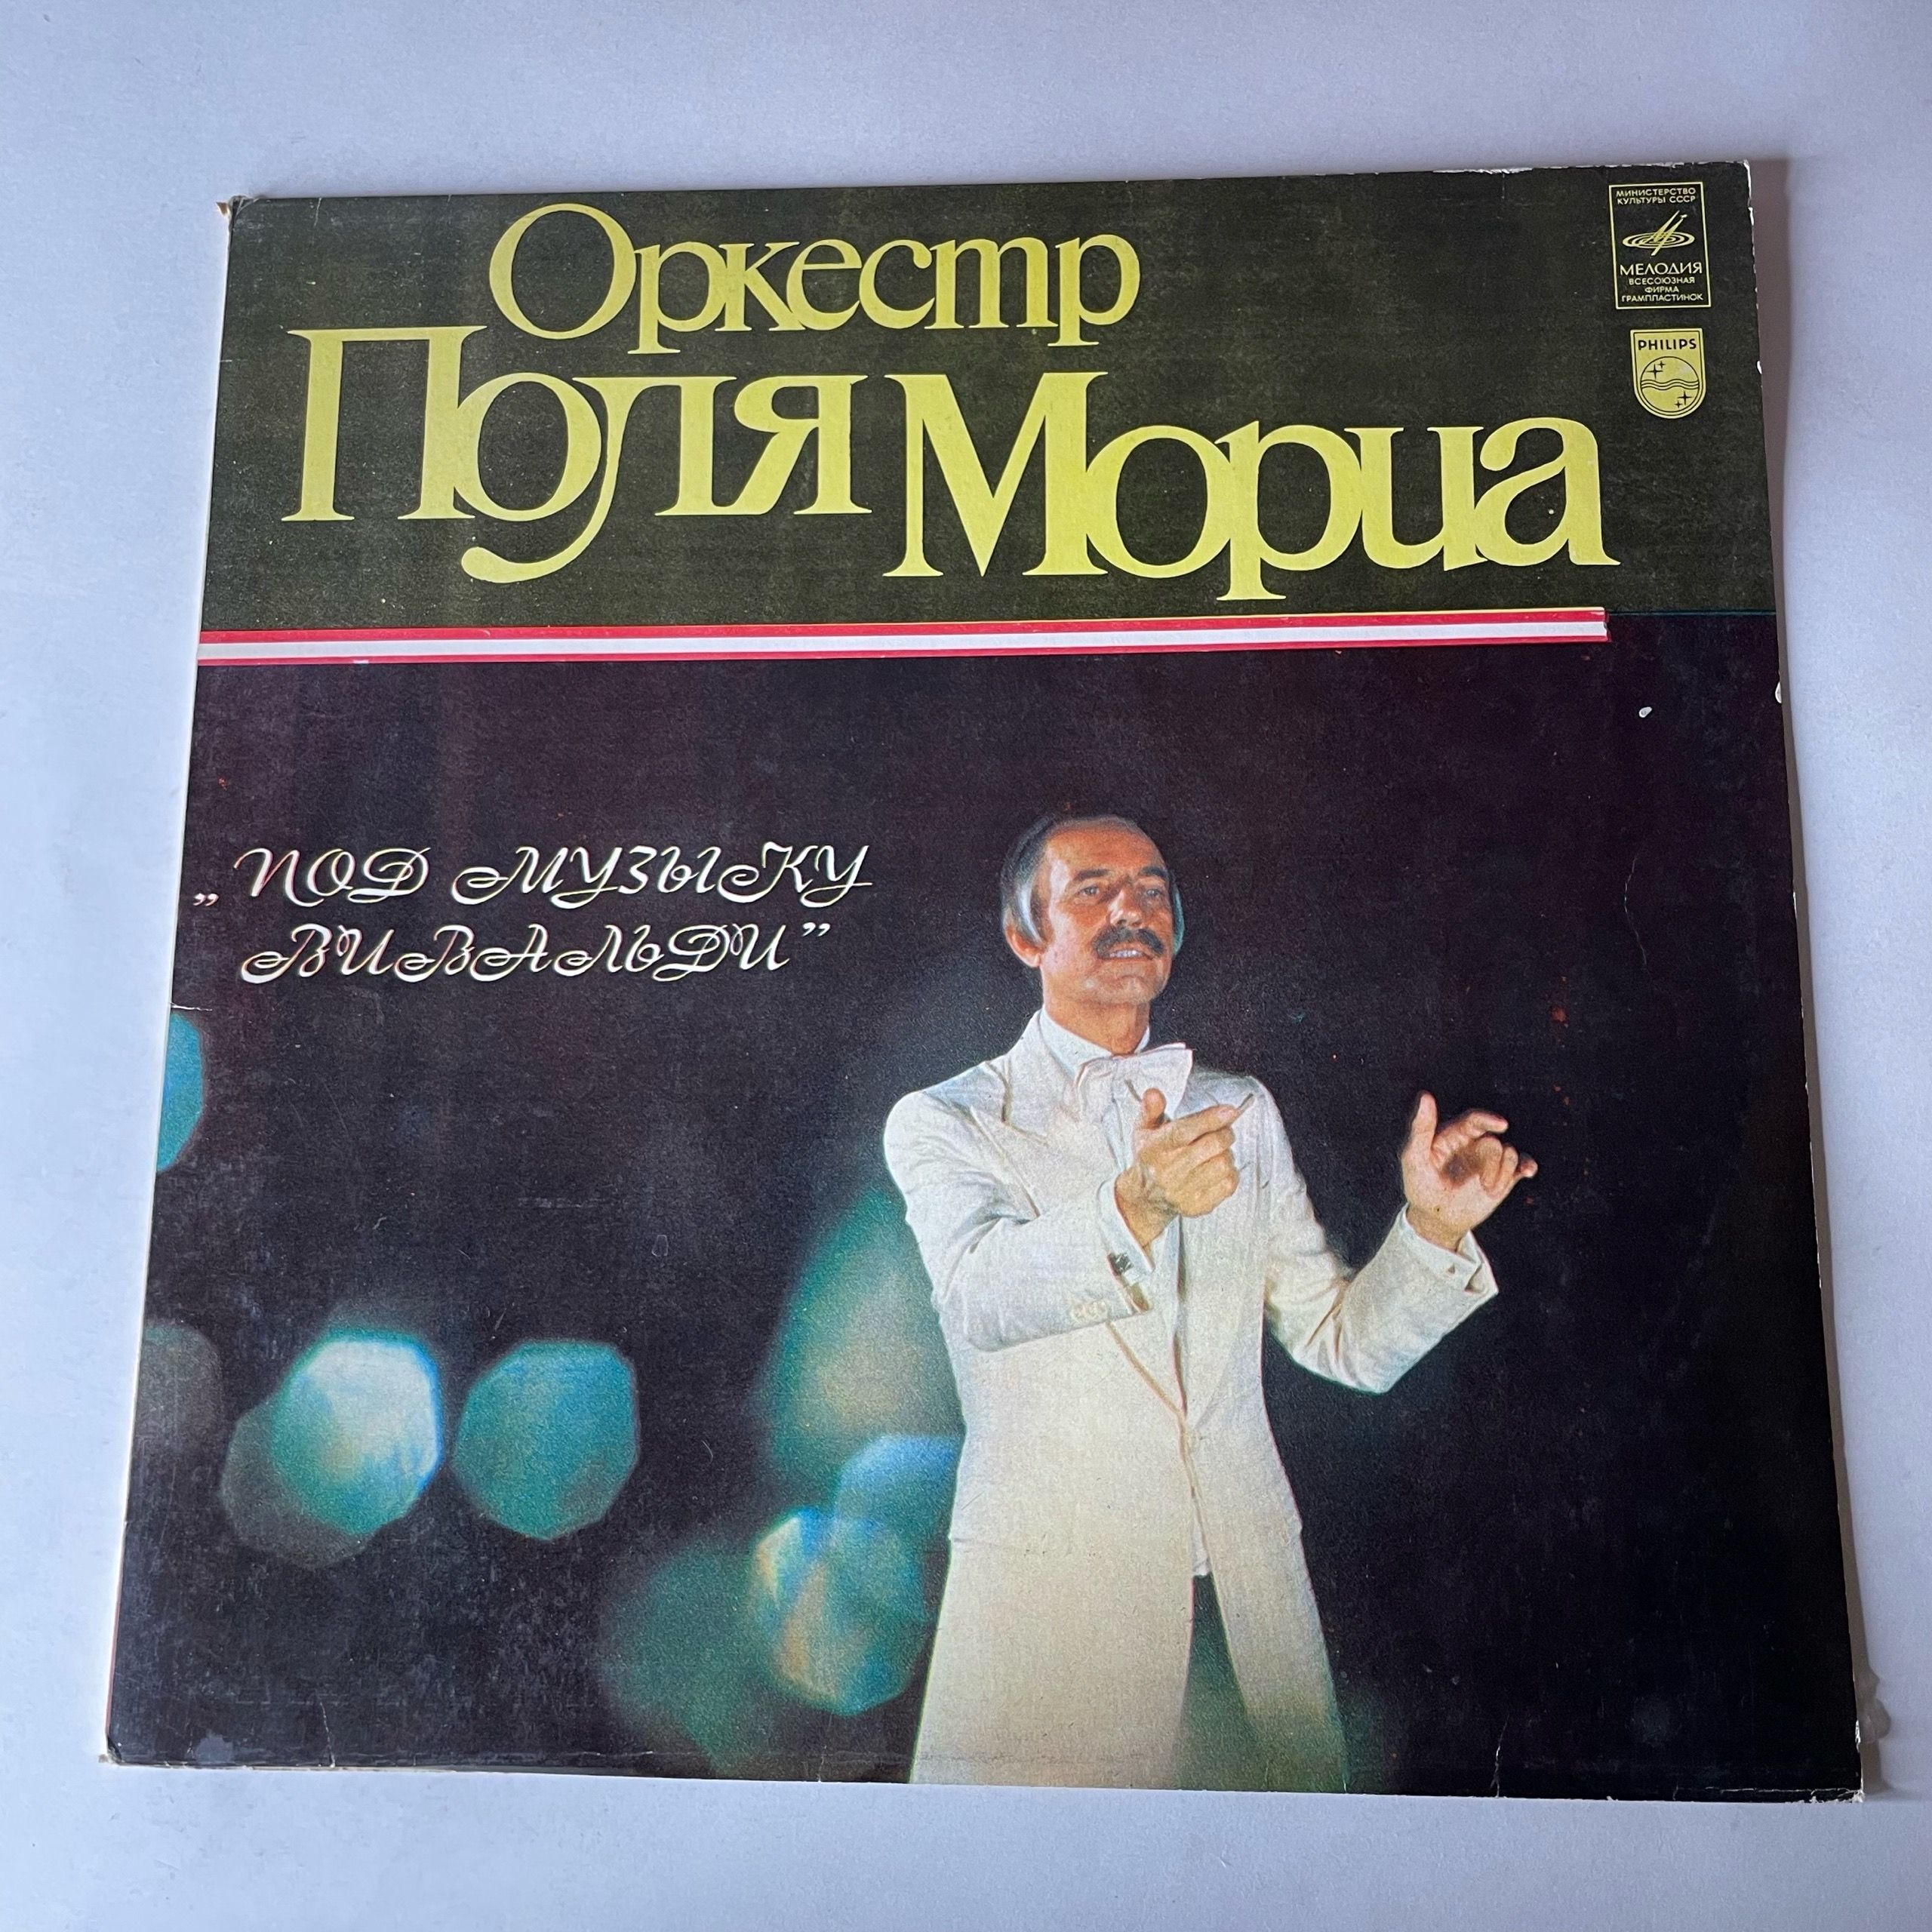 Оркестр
Поля Мориа
МИНИСТЕРСТВО
КУЛЬТУРЫ СССР
МЕЛОДИЯ
ВСЕСОЮЗНАЯ
ФИРМА
ГРАМПЛАСТИНОК
PHILIPS
„ПОД МУЗЫКУ
ВИВАЛЬДИ”